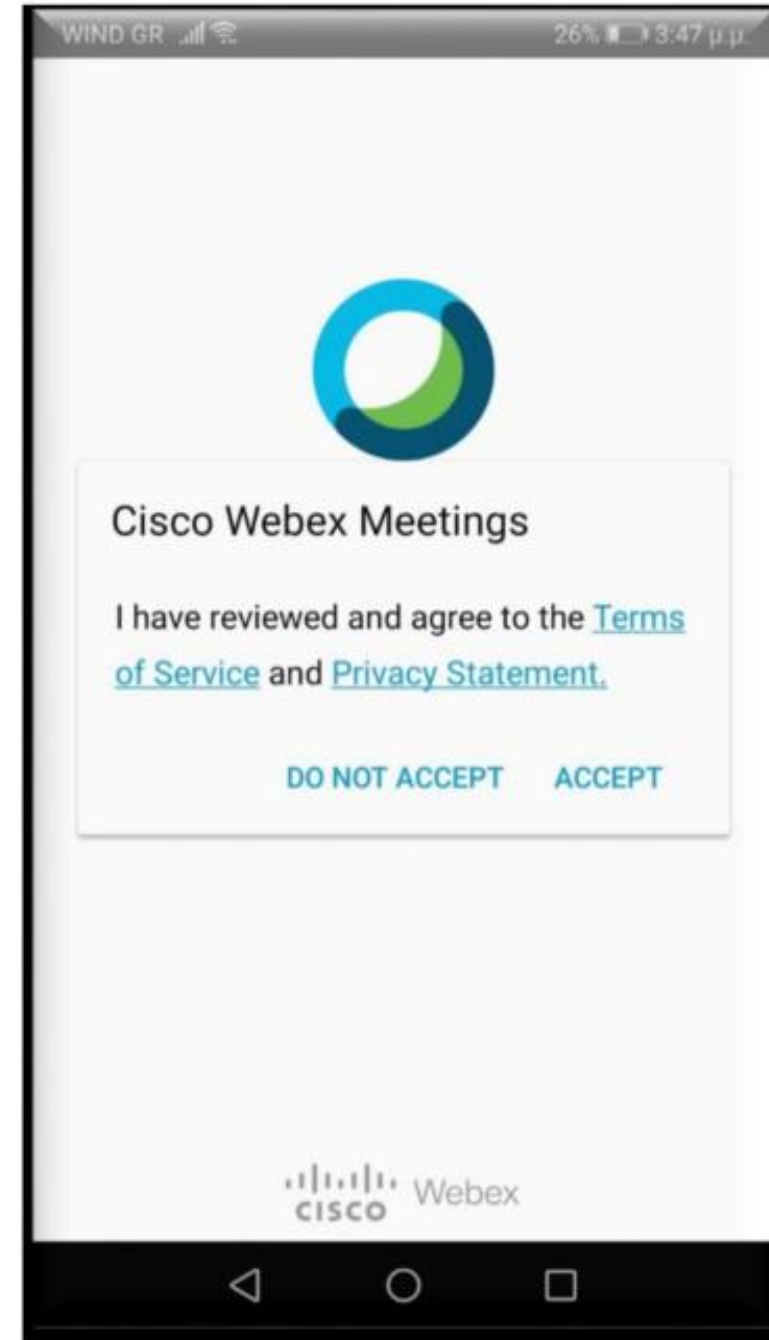 WIND GR 26% 3:47 μ.μ.
Cisco Webex Meetings
I have reviewed and agree to the Terms
of Service and Privacy Statement.
DO NOT ACCEPT ACCEPT
CISCO Webex